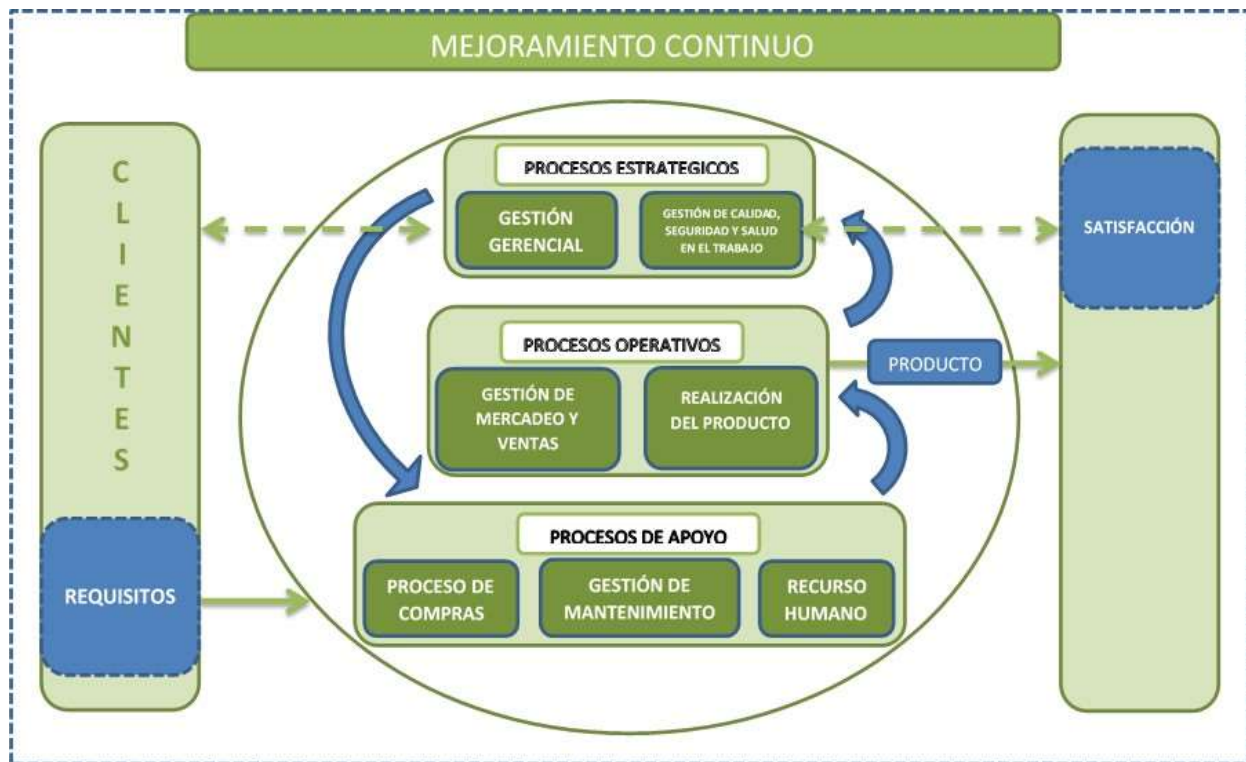 MEJORAMIENTO CONTINUO
CLIENTES
REQUISITOS
PROCESOS ESTRATEGICOS
GESTIÓN
GERENCIAL
GESTIÓN DE CALIDAD,
SEGURIDAD Y SALUD
EN EL TRABAJO
PROCESOS OPERATIVOS
GESTIÓN DE
MERCADEO Y
VENTAS
REALIZACIÓN
DEL PRODUCTO
PROCESOS DE APOYO
PROCESO DE
COMPRAS
GESTIÓN DE
MANTENIMIENTO
RECURSO
HUMANO
PRODUCTO
SATISFACCIÓN